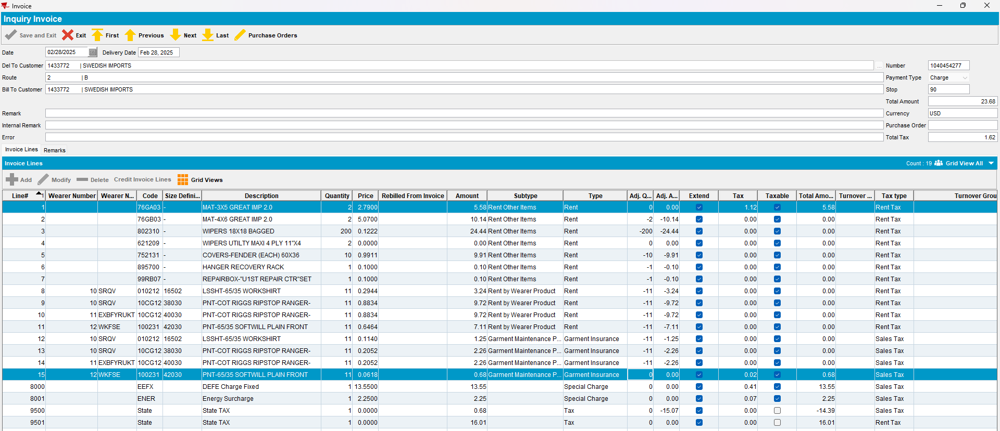 Invoice
Inquiry Invoice
Save and Exit Exit First Previous Next Last Purchase Orders
Date 02/28/2025 Delivery Date Feb 28, 2025
Del To Customer 1433772 | SWEDISH IMPORTS ... Number 1040454277
Route 2 | B Payment Type Charge
Bill To Customer 1433772 | SWEDISH IMPORTS Stop 90
Total Amount 23.68
Remark Currency USD
Internal Remark Purchase Order
Error Total Tax 1.62
Invoice Lines Remarks
Invoice Lines Count : 19 Grid View All
Add Modify Delete Credit Invoice Lines Grid Views
Line# 1 Wearer Number Wearer N... Code Size Defini... Description Quantity Price Rebilled From Invoice Amount Subtype Type Adj. Q... Adj. A... Extend Tax Taxable Total Amo... Turnover ... Tax type Turnover Grou
1 76GA03 - MAT-3X5 GREAT IMP 2.0 2 2.7900 5.58 Rent Other Items Rent 0 0.00 1.12 5.58 Rent Tax
2 76GB03 - MAT-4X6 GREAT IMP 2.0 2 5.0700 10.14 Rent Other Items Rent -2 -10.14 0.00 0.00 Rent Tax
3 802310 - WIPERS 18X18 BAGGED 200 0.1222 24.44 Rent Other Items Rent -200 -24.44 0.00 0.00 Rent Tax
4 621209 - WIPERS UTILTY MAXI 4 PLY 11"X4 2 0.0000 0.00 Rent Other Items Rent 0 0.00 0.00 0.00 Rent Tax
5 752131 - COVERS-FENDER (EACH) 60X36 10 0.9911 9.91 Rent Other Items Rent -10 -9.91 0.00 0.00 Rent Tax
6 895700 - HANGER RECOVERY RACK 1 0.1000 0.10 Rent Other Items Rent -1 -0.10 0.00 0.00 Rent Tax
7 99RB07 - REPAIRBOX-"U1ST REPAIR CTR"SET 1 0.1000 0.10 Rent Other Items Rent -1 -0.10 0.00 0.00 Rent Tax
8 10 SRQV 010212 16502 LSSHT-65/35 WORKSHIRT 11 0.2944 3.24 Rent by Wearer Product Rent -11 -3.24 0.00 0.00 Rent Tax
9 10 SRQV 10CG12 38030 PNT-COT RIGGS RIPSTOP RANGER- 11 0.8834 9.72 Rent by Wearer Product Rent -11 -9.72 0.00 0.00 Rent Tax
10 11 EXBFYRUKT 10CG12 40030 PNT-COT RIGGS RIPSTOP RANGER- 11 0.8834 9.72 Rent by Wearer Product Rent -11 -9.72 0.00 0.00 Rent Tax
11 12 WKFSE 100231 42030 PNT-65/35 SOFTWILL PLAIN FRONT 11 0.6464 7.11 Rent by Wearer Product Rent -11 -7.11 0.00 0.00 Rent Tax
12 10 SRQV 010212 16502 LSSHT-65/35 WORKSHIRT 11 0.1140 1.25 Garment Maintenance P... Garment Insurance -11 -1.25 0.00 0.00 Sales Tax
13 10 SRQV 10CG12 38030 PNT-COT RIGGS RIPSTOP RANGER- 11 0.2052 2.26 Garment Maintenance P... Garment Insurance -11 -2.26 0.00 0.00 Sales Tax
14 11 EXBFYRUKT 10CG12 40030 PNT-COT RIGGS RIPSTOP RANGER- 11 0.2052 2.26 Garment Maintenance P... Garment Insurance -11 -2.26 0.00 0.00 Sales Tax
15 12 WKFSE 100231 42030 PNT-65/35 SOFTWILL PLAIN FRONT 11 0.0618 0.68 Garment Maintenance P... Garment Insurance 0 0.00 0.02 0.68 Sales Tax
8000 EEFX DEFE Charge Fixed 1 13.5500 13.55 Special Charge 0 0.00 0.41 13.55 Sales Tax
8001 ENER Energy Surcharge 1 2.2500 2.25 Special Charge 0 0.00 0.07 2.25 Sales Tax
9500 State State TAX 1 0.0000 0.68 Tax 0 -15.07 0.00 -14.39 Sales Tax
9501 State State TAX 1 0.0000 16.01 Tax 0 0.00 0.00 16.01 Rent Tax